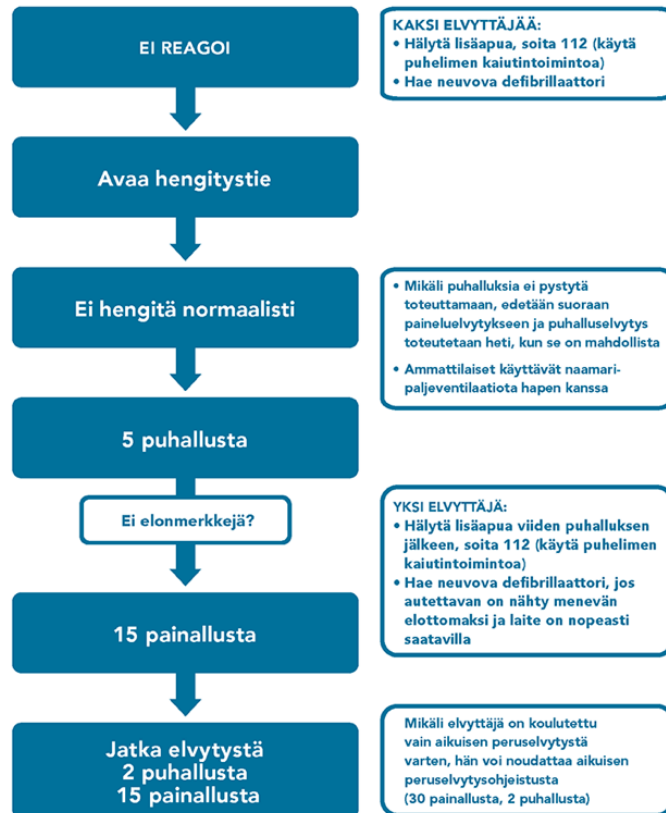 EI REAGOI
KAKSI ELVYTTÄJÄÄ:
• Hälytä lisäapua, soita 112 (käytä
puhelimen kaiutintoimintoa)
• Hae neuvova defibrillaattori
Avaa hengitystie
Ei hengitä normaalisti
• Mikäli puhalluksia ei pystytä
toteuttamaan, edetään suoraan
paineluelvytykseen ja puhalluselvytys
toteutetaan heti, kun se on mahdollista
• Ammattilaiset käyttävät naamari-
paljeventilaatiota hapen kanssa
5 puhallusta
Ei elonmerkkejä?
YKSI ELVYTTÄJÄ:
• Hälytä lisäapua viiden puhalluksen
jälkeen, soita 112 (käytä puhelimen
kaiutintoimintoa)
• Hae neuvova defibrillaattori, jos
autettavan on nähty menevän
elottomaksi ja laite on nopeasti
saatavilla
15 painallusta
Jatka elvytystä
2 puhallusta
15 painallusta
Mikäli elvyttäjä on koulutettu
vain aikuisen peruselvytystä
varten, hän voi noudattaa aikuisen
peruselvytysohjeistusta
(30 painallusta, 2 puhallusta)